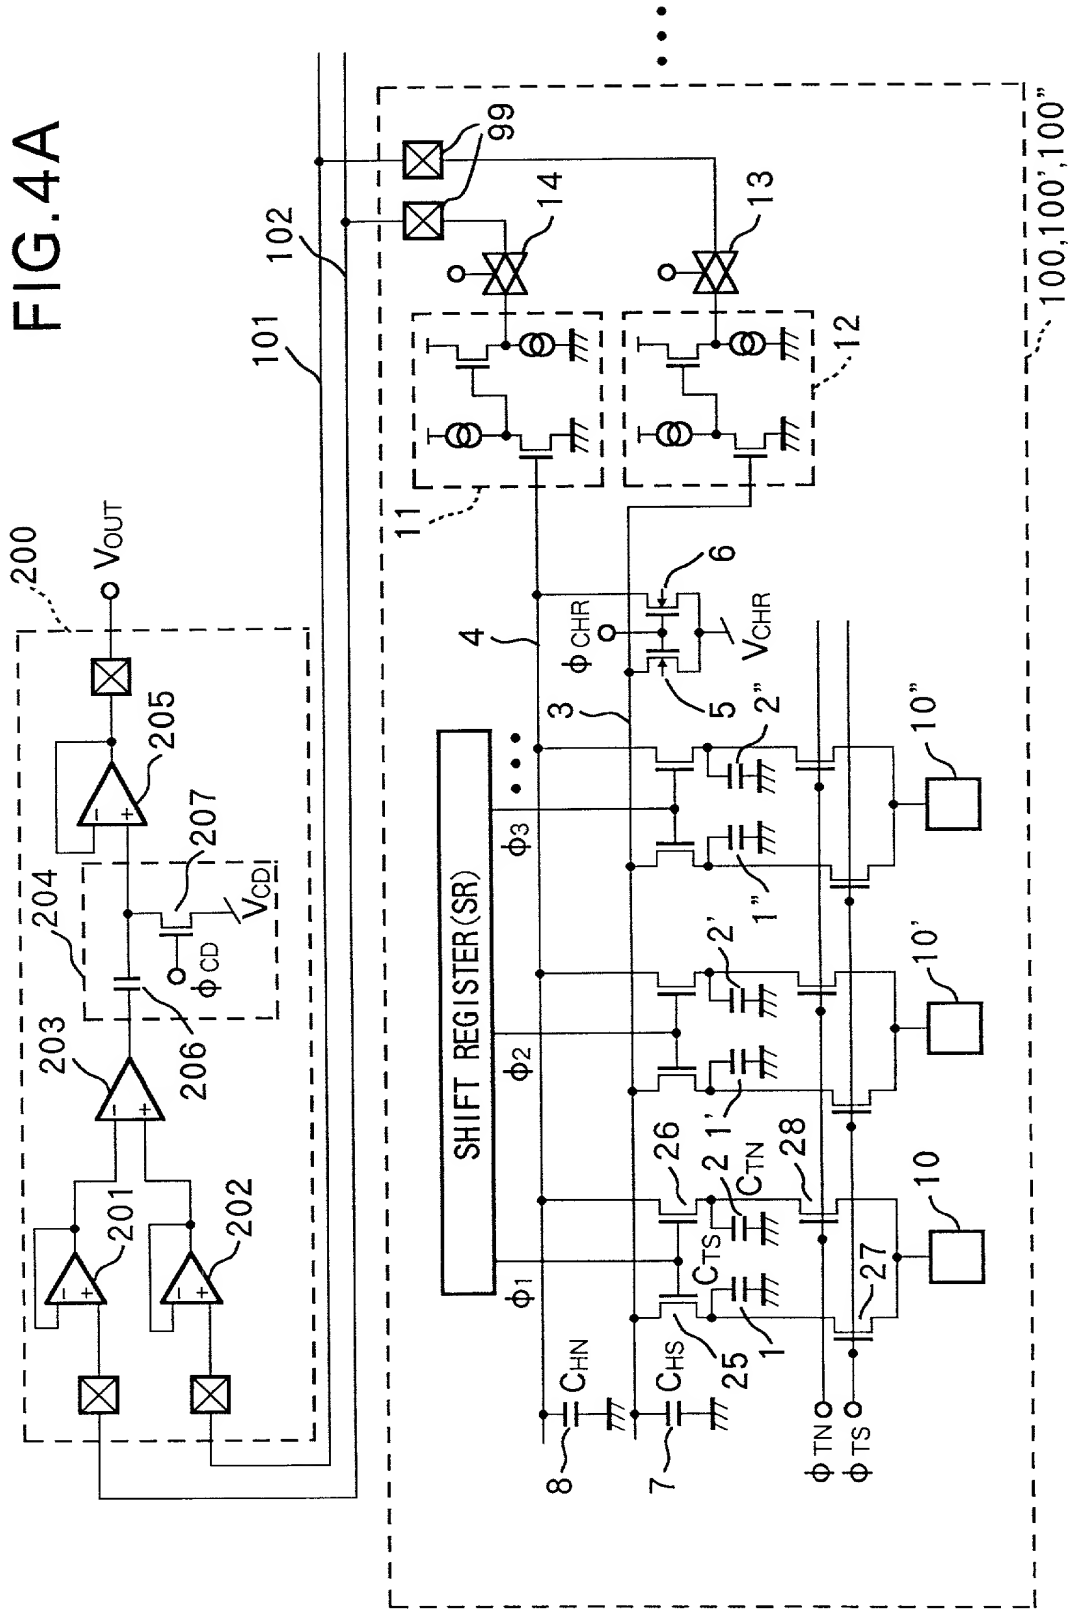 FIG.4A
200
VOUT
205
207
204
VCDI
ϕCD
206
203
201
202
101
102
99
14
13
11
12
4
3
ϕCHR
6
5
VCHR
SHIFT REGISTER(SR)
ϕ1
ϕ2
ϕ3
26
25
CTS
CTN
1
2
1'
2'
1”
2”
28
27
8
CHN
7
CHS
ϕTN
ϕTS
10
10'
10”
100,100',100”